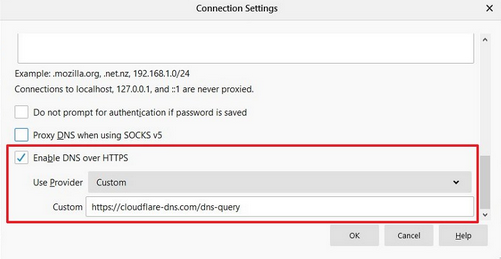 Connection Settings
Example: .mozilla.org, .net.nz, 192.168.1.0/24
Connections to localhost, 127.0.0.1, and ::1 are never proxied.
Do not prompt for authentication if password is saved
Proxy DNS when using SOCKS v5
Enable DNS over HTTPS
Use Provider Custom
Custom https://cloudflare-dns.com/dns-query
OK Cancel Help